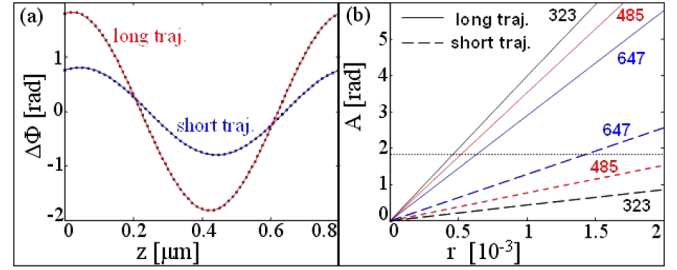 (a)
long traj.
short traj.
ΔΦ [rad]
1
0
-1
-2
0
0.2
0.4
0.6
0.8
z [μm]
(b)
long traj.
short traj.
323
485
647
647
485
323
A [rad]
5
4
3
2
1
0
0
0.5
1
1.5
2
r [10⁻³]